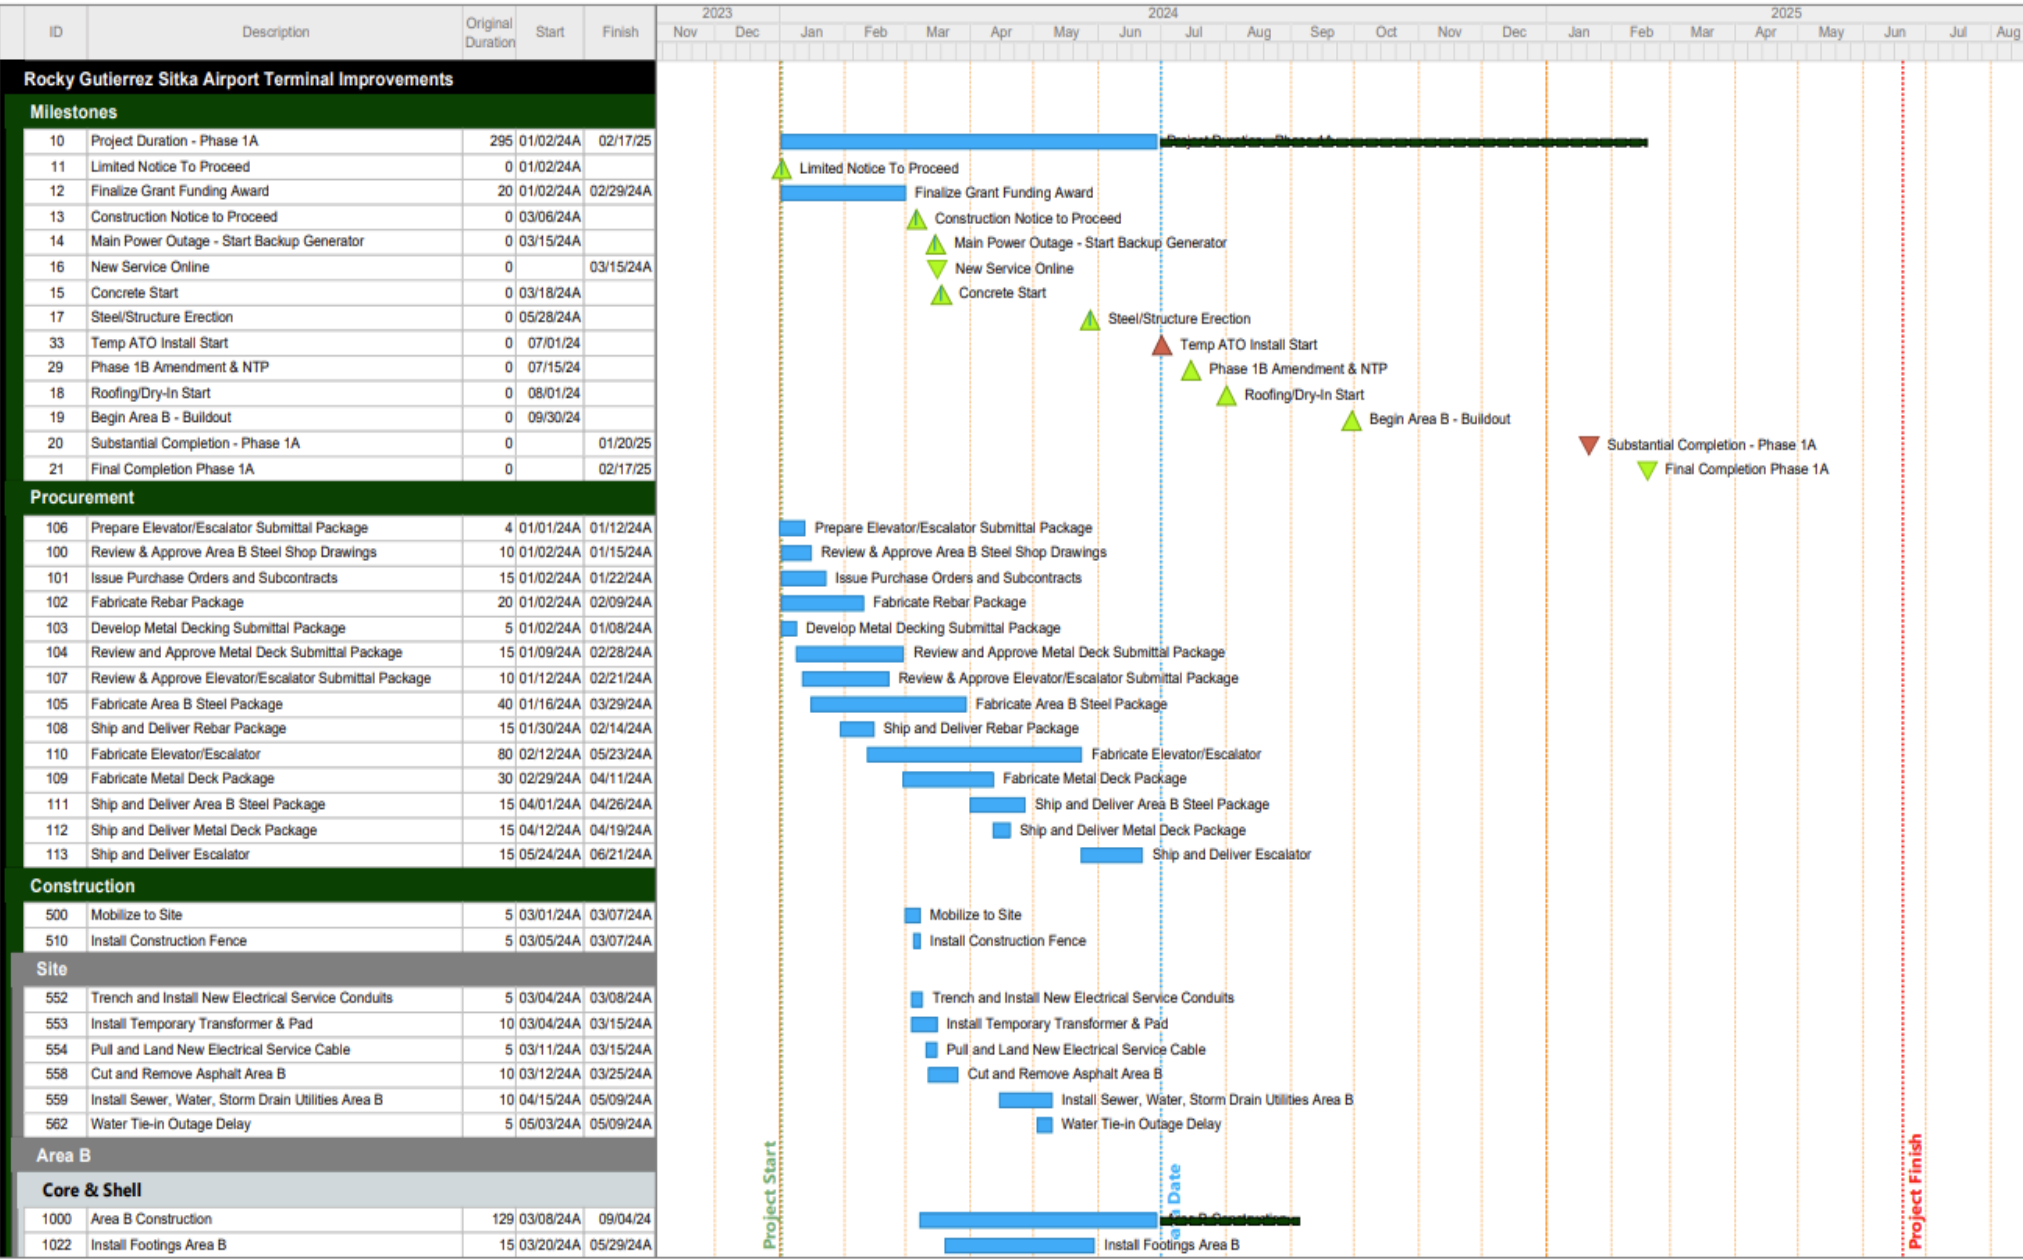 2023 2024 2025
ID Description Original Duration Start Finish Nov Dec Jan Feb Mar Apr May Jun Jul Aug Sep Oct Nov Dec Jan Feb Mar Apr May Jun Jul Aug
Rocky Gutierrez Sitka Airport Terminal Improvements
Milestones
10 Project Duration - Phase 1A 295 01/02/24A 02/17/25 Project Duration - Phase 1A
11 Limited Notice To Proceed 0 01/02/24A Limited Notice To Proceed
12 Finalize Grant Funding Award 20 01/02/24A 02/29/24A Finalize Grant Funding Award
13 Construction Notice to Proceed 0 03/06/24A Construction Notice to Proceed
14 Main Power Outage - Start Backup Generator 0 03/15/24A Main Power Outage - Start Backup Generator
16 New Service Online 0 03/15/24A New Service Online
15 Concrete Start 0 03/18/24A Concrete Start
17 Steel/Structure Erection 0 05/28/24A Steel/Structure Erection
33 Temp ATO Install Start 0 07/01/24 Temp ATO Install Start
29 Phase 1B Amendment & NTP 0 07/15/24 Phase 1B Amendment & NTP
18 Roofing/Dry-In Start 0 08/01/24 Roofing/Dry-In Start
19 Begin Area B - Buildout 0 09/30/24 Begin Area B - Buildout
20 Substantial Completion - Phase 1A 0 01/20/25 Substantial Completion - Phase 1A
21 Final Completion Phase 1A 0 02/17/25 Final Completion Phase 1A
Procurement
106 Prepare Elevator/Escalator Submittal Package 4 01/01/24A 01/12/24A Prepare Elevator/Escalator Submittal Package
100 Review & Approve Area B Steel Shop Drawings 10 01/02/24A 01/15/24A Review & Approve Area B Steel Shop Drawings
101 Issue Purchase Orders and Subcontracts 15 01/02/24A 01/22/24A Issue Purchase Orders and Subcontracts
102 Fabricate Rebar Package 20 01/02/24A 02/09/24A Fabricate Rebar Package
103 Develop Metal Decking Submittal Package 5 01/02/24A 01/08/24A Develop Metal Decking Submittal Package
104 Review and Approve Metal Deck Submittal Package 15 01/09/24A 02/28/24A Review and Approve Metal Deck Submittal Package
107 Review & Approve Elevator/Escalator Submittal Package 10 01/12/24A 02/21/24A Review & Approve Elevator/Escalator Submittal Package
105 Fabricate Area B Steel Package 40 01/16/24A 03/29/24A Fabricate Area B Steel Package
108 Ship and Deliver Rebar Package 15 01/30/24A 02/14/24A Ship and Deliver Rebar Package
110 Fabricate Elevator/Escalator 80 02/12/24A 05/23/24A Fabricate Elevator/Escalator
109 Fabricate Metal Deck Package 30 02/29/24A 04/11/24A Fabricate Metal Deck Package
111 Ship and Deliver Area B Steel Package 15 04/01/24A 04/26/24A Ship and Deliver Area B Steel Package
112 Ship and Deliver Metal Deck Package 15 04/12/24A 04/19/24A Ship and Deliver Metal Deck Package
113 Ship and Deliver Escalator 15 05/24/24A 06/21/24A Ship and Deliver Escalator
Construction
500 Mobilize to Site 5 03/01/24A 03/07/24A Mobilize to Site
510 Install Construction Fence 5 03/05/24A 03/07/24A Install Construction Fence
Site
552 Trench and Install New Electrical Service Conduits 5 03/04/24A 03/08/24A Trench and Install New Electrical Service Conduits
553 Install Temporary Transformer & Pad 10 03/04/24A 03/15/24A Install Temporary Transformer & Pad
554 Pull and Land New Electrical Service Cable 5 03/11/24A 03/15/24A Pull and Land New Electrical Service Cable
558 Cut and Remove Asphalt Area B 10 03/12/24A 03/25/24A Cut and Remove Asphalt Area B
559 Install Sewer, Water, Storm Drain Utilities Area B 10 04/15/24A 05/09/24A Install Sewer, Water, Storm Drain Utilities Area B
562 Water Tie-in Outage Delay 5 05/03/24A 05/09/24A Water Tie-in Outage Delay
Area B
Core & Shell
1000 Area B Construction 129 03/08/24A 09/04/24 Area B Construction
1022 Install Footings Area B 15 03/20/24A 05/29/24A Install Footings Area B
Project Start
Date
Project Finish